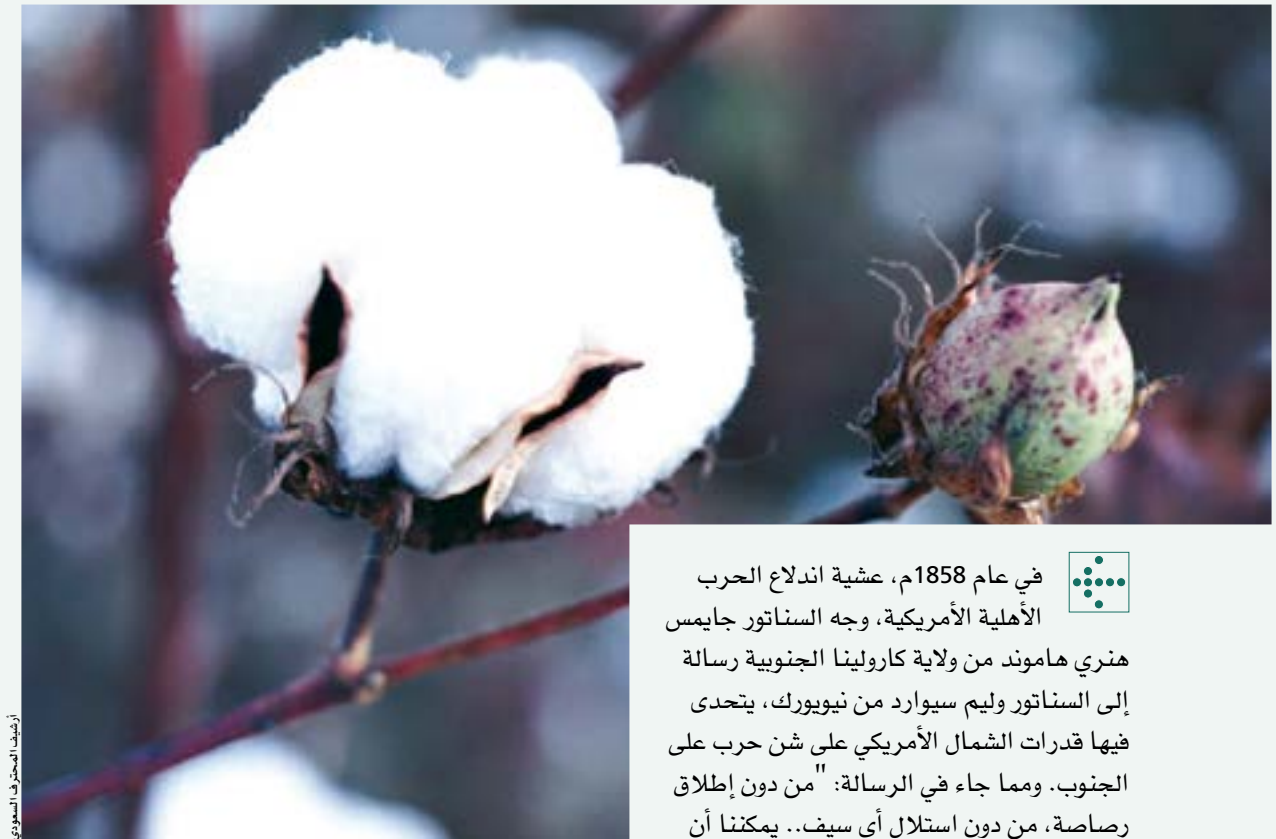 في عام 1858م، عشية اندلاع الحرب
الأهلية الأمريكية، وجه السناتور جايمس
هنري هاموند من ولاية كارولينا الجنوبية رسالة
إلى السناتور وليم سيوارد من نيويورك، يتحدى
فيها قدرات الشمال الأمريكي على شن حرب على
الجنوب. ومما جاء في الرسالة: "من دون إطلاق
رصاصة، من دون استلال أي سيف.. يمكننا أن
أرشيف المحترف السعودي